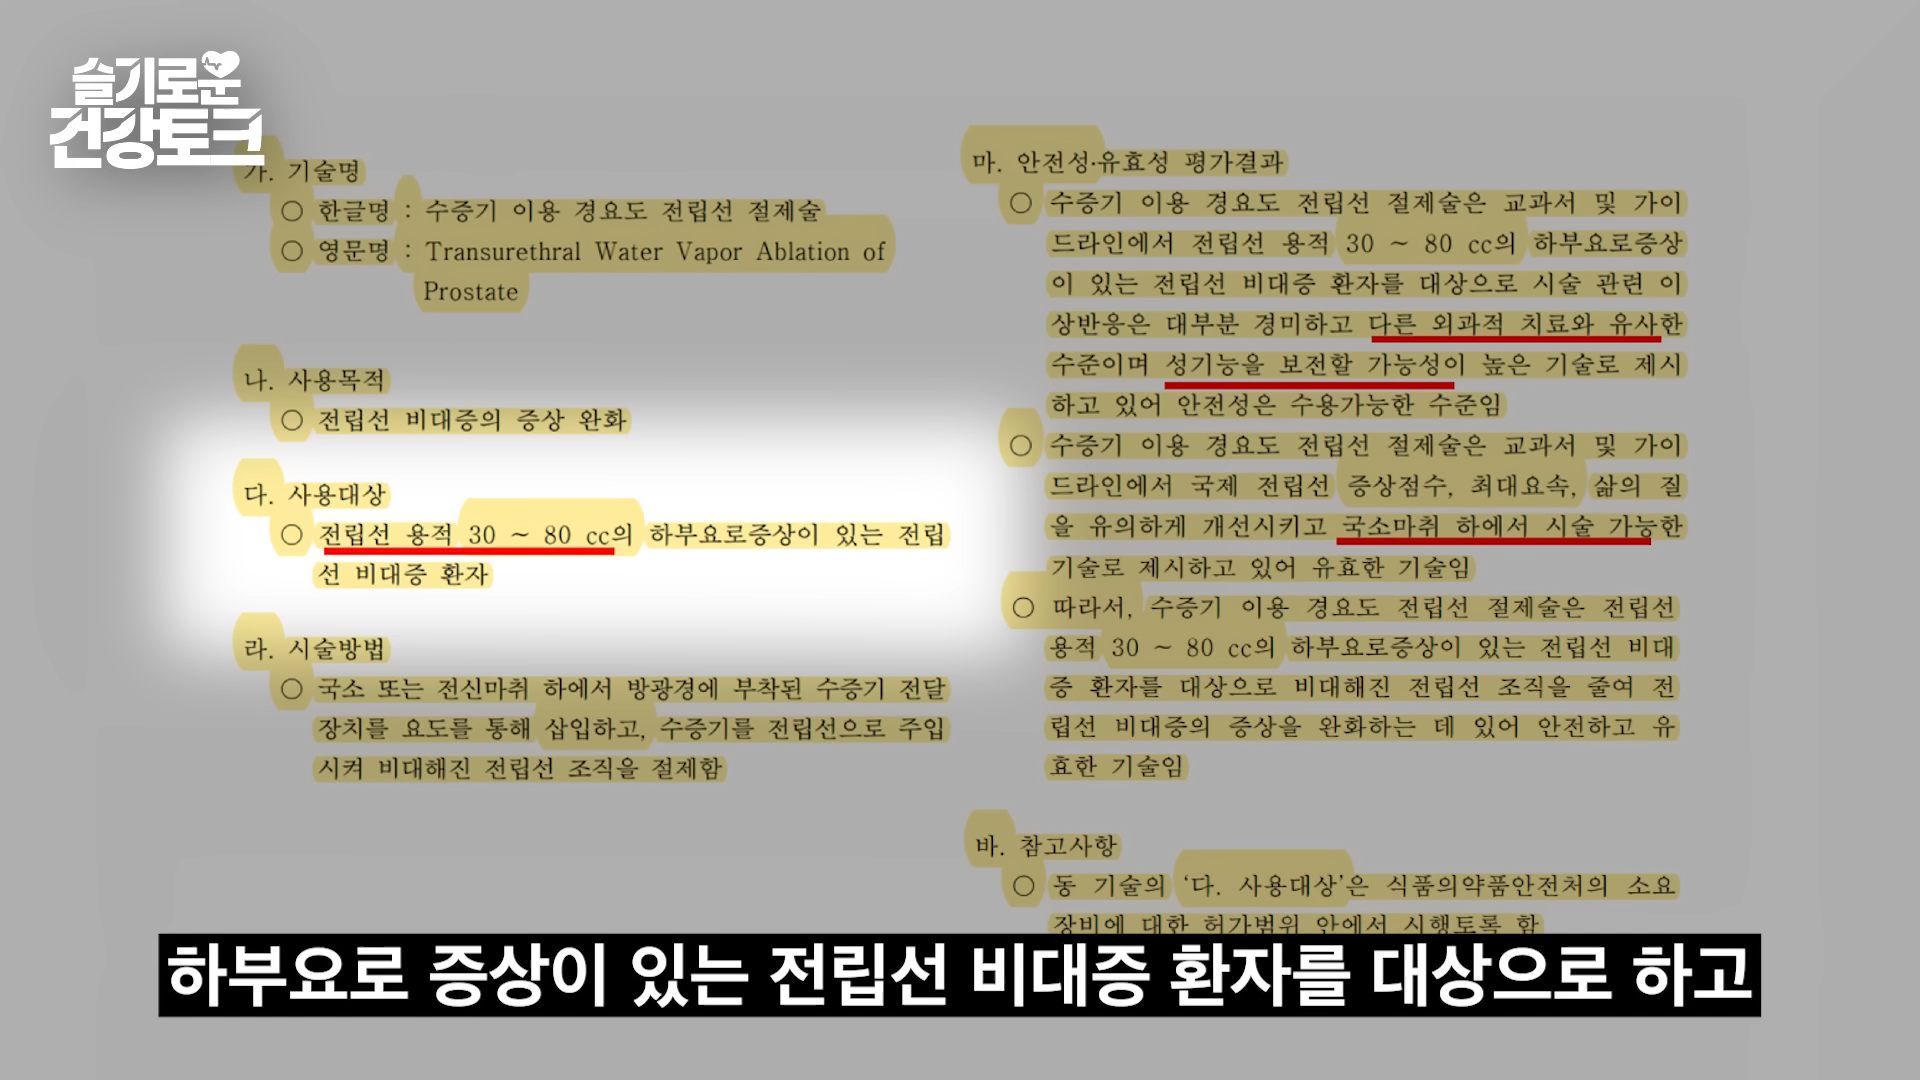 슬기로운
건강토크
가. 기술명
○ 한글명 : 수증기 이용 경요도 전립선 절제술
○ 영문명 : Transurethral Water Vapor Ablation of
Prostate
나. 사용목적
○ 전립선 비대증의 증상 완화
다. 사용대상
○ 전립선 용적 30 ~ 80 cc의 하부요로증상이 있는 전립
선 비대증 환자
라. 시술방법
○ 국소 또는 전신마취 하에서 방광경에 부착된 수증기 전달
장치를 요도를 통해 삽입하고, 수증기를 전립선으로 주입
시켜 비대해진 전립선 조직을 절제함
마. 안전성·유효성 평가결과
○ 수증기 이용 경요도 전립선 절제술은 교과서 및 가이
드라인에서 전립선 용적 30 ~ 80 cc의 하부요로증상
이 있는 전립선 비대증 환자를 대상으로 시술 관련 이
상반응은 대부분 경미하고 다른 외과적 치료와 유사한
수준이며 성기능을 보전할 가능성이 높은 기술로 제시
하고 있어 안전성은 수용가능한 수준임
○ 수증기 이용 경요도 전립선 절제술은 교과서 및 가이
드라인에서 국제 전립선 증상점수, 최대요속, 삶의 질
을 유의하게 개선시키고 국소마취 하에서 시술 가능한
기술로 제시하고 있어 유효한 기술임
○ 따라서, 수증기 이용 경요도 전립선 절제술은 전립선
용적 30 ~ 80 cc의 하부요로증상이 있는 전립선 비대
증 환자를 대상으로 비대해진 전립선 조직을 줄여 전
립선 비대증의 증상을 완화하는 데 있어 안전하고 유
효한 기술임
바. 참고사항
○ 동 기술의 ‘다. 사용대상’은 식품의약품안전처의 소요
장비에 대한 허가범위 안에서 시행토록 함
하부요로 증상이 있는 전립선 비대증 환자를 대상으로 하고